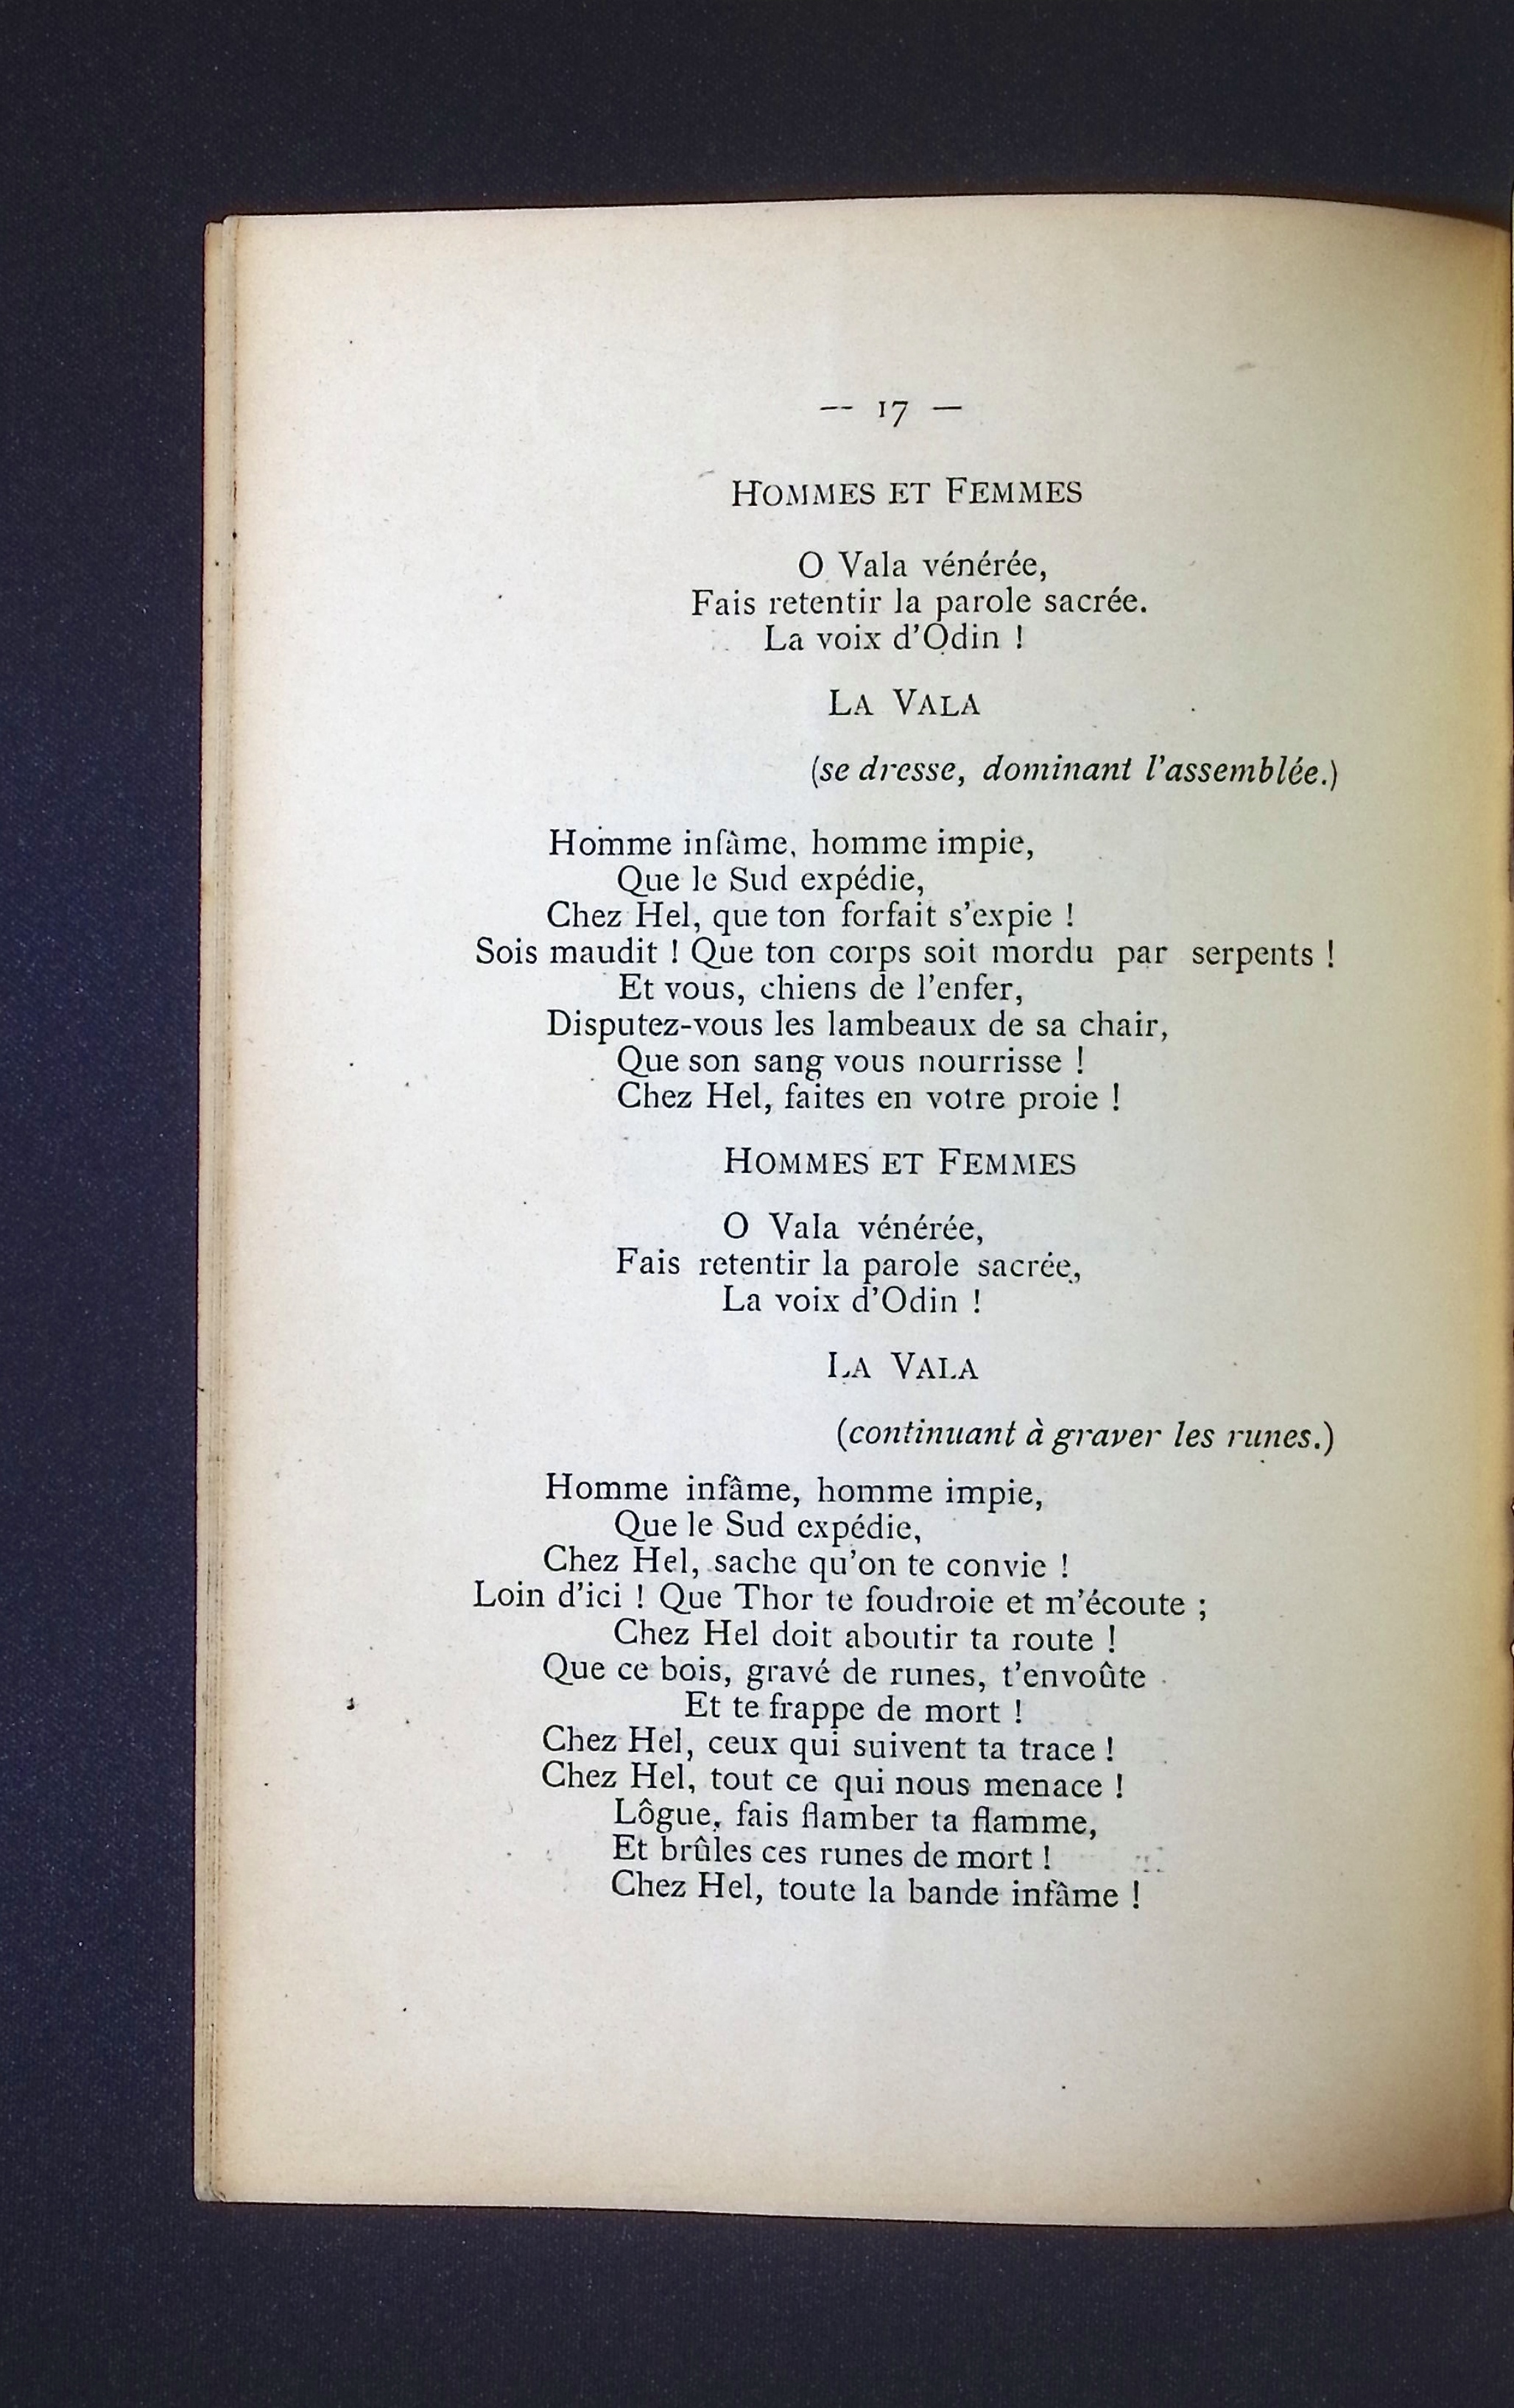 — 17 —
HOMMES ET FEMMES
O Vala vénérée,
Fais retentir la parole sacrée.
La voix d'Odin !
LA VALA
(se dresse, dominant l'assemblée.)
Homme infàme, homme impie,
Que le Sud expédie,
Chez Hel, que ton forfait s'expie !
Sois maudit ! Que ton corps soit mordu par serpents !
Et vous, chiens de l'enfer,
Disputez-vous les lambeaux de sa chair,
Que son sang vous nourrisse !
Chez Hel, faites en votre proie !
HOMMES ET FEMMES
O Vala vénérée,
Fais retentir la parole sacrée,
La voix d'Odin !
LA VALA
(continuant à graver les runes.)
Homme infâme, homme impie,
Que le Sud expédie,
Chez Hel, sache qu'on te convie !
Loin d'ici ! Que Thor te foudroie et m'écoute ;
Chez Hel doit aboutir ta route !
Que ce bois, gravé de runes, t'envoûte
Et te frappe de mort !
Chez Hel, ceux qui suivent ta trace !
Chez Hel, tout ce qui nous menace !
Lôgue, fais flamber ta flamme,
Et brûles ces runes de mort !
Chez Hel, toute la bande infâme !